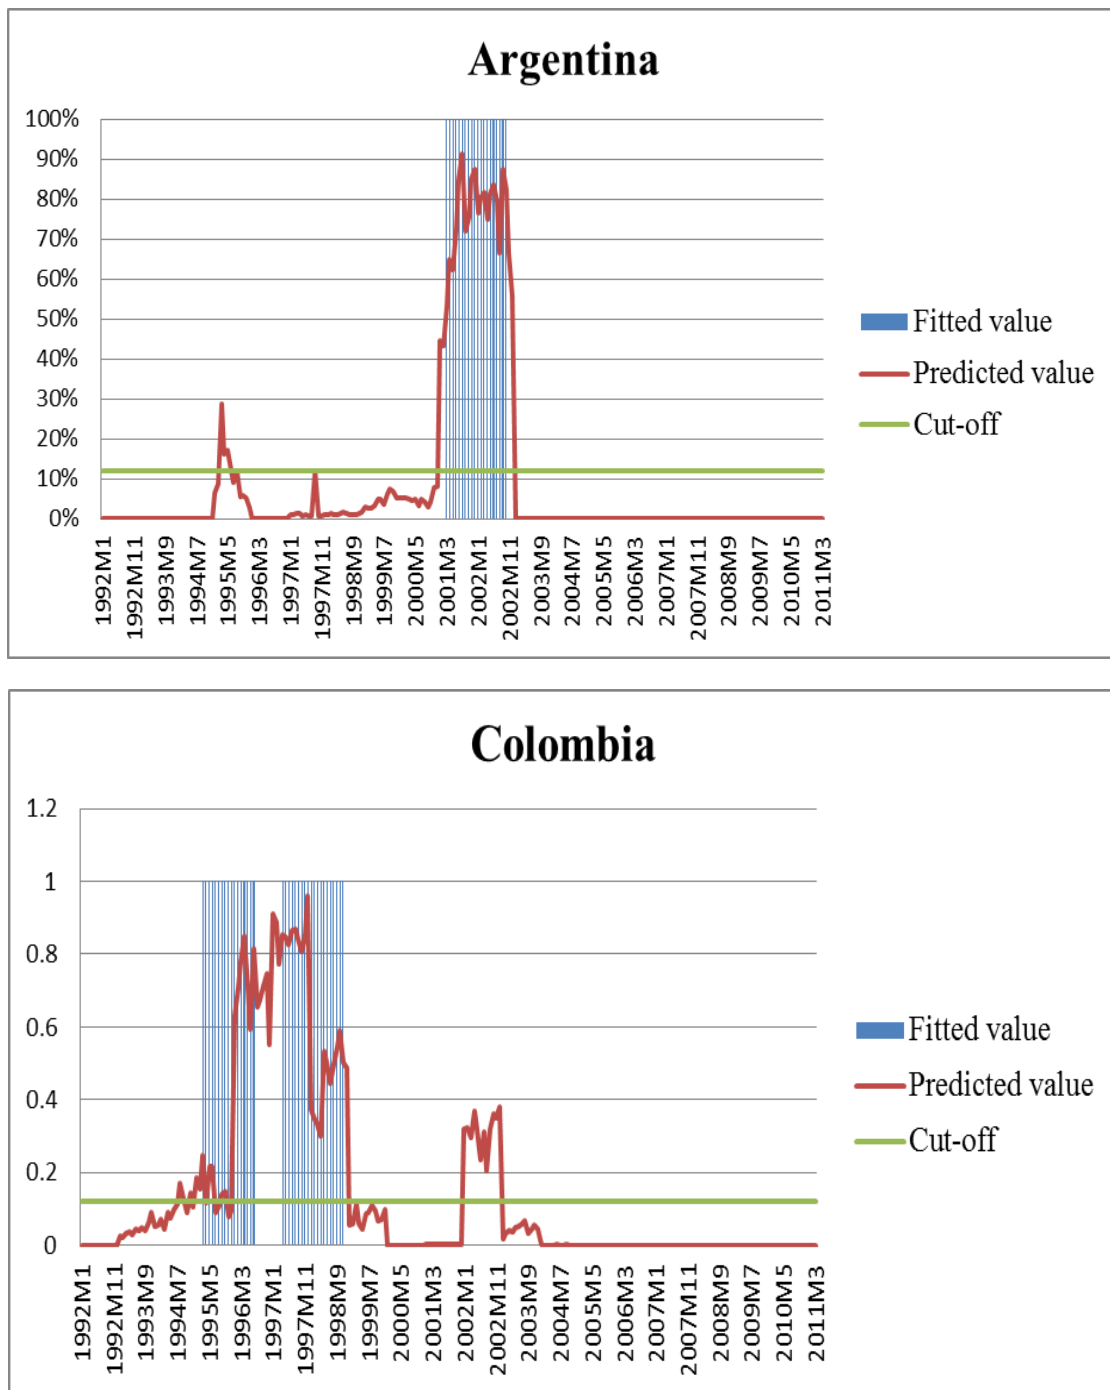 Argentina
100%
90%
80%
70%
60%
50%
40%
30%
20%
10%
0%
1992M1
1992M11
1993M9
1994M7
1995M5
1996M3
1997M1
1997M11
1998M9
1999M7
2000M5
2001M3
2002M1
2002M11
2003M9
2004M7
2005M5
2006M3
2007M1
2007M11
2008M9
2009M7
2010M5
2011M3
Fitted value
Predicted value
Cut-off
Colombia
1.2
1
0.8
0.6
0.4
0.2
0
1992M1
1992M11
1993M9
1994M7
1995M5
1996M3
1997M1
1997M11
1998M9
1999M7
2000M5
2001M3
2002M1
2002M11
2003M9
2004M7
2005M5
2006M3
2007M1
2007M11
2008M9
2009M7
2010M5
2011M3
Fitted value
Predicted value
Cut-off